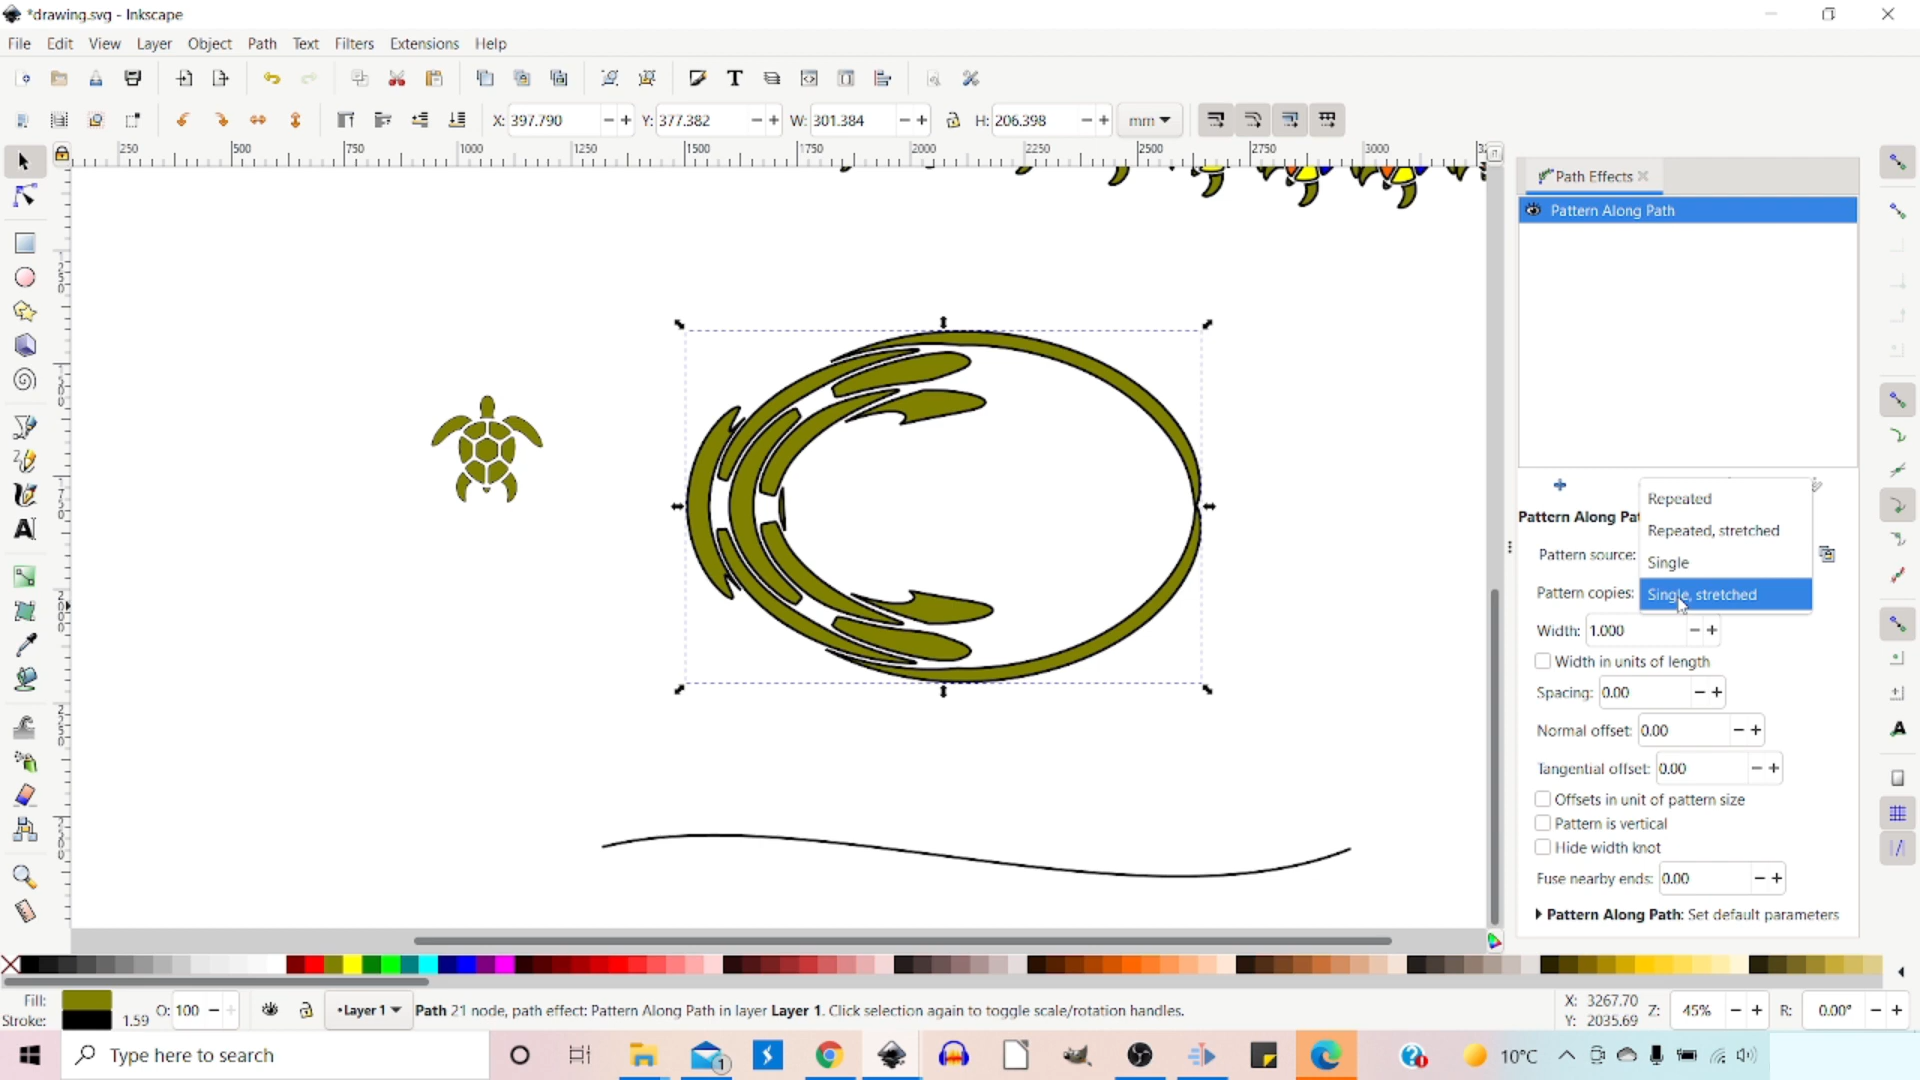 *drawing.svg - Inkscape
File Edit View Layer Object Path Text Filters Extensions Help
X: 397.790 Y: 377.382 W: 301.384 H: 206.398 mm
250 500 750 1000 1250 1500 1750 2000 2250 2500 2750 3000
Path Effects
Pattern Along Path
Repeated
Pattern Along Pat
Repeated, stretched
Pattern source:
Single
Pattern copies:
Single, stretched
Width: 1.000
Width in units of length
Spacing: 0.00
Normal offset: 0.00
Tangential offset: 0.00
Offsets in unit of pattern size
Pattern is vertical
Hide width knot
Fuse nearby ends: 0.00
Pattern Along Path: Set default parameters
Fill:
Stroke: 1.59 O: 100 •Layer 1 Path 21 node, path effect: Pattern Along Path in layer Layer 1. Click selection again to toggle scale/rotation handles.
X: 3267.70
Y: 2035.69 Z: 45% R: 0.00°
Type here to search 1 10°C